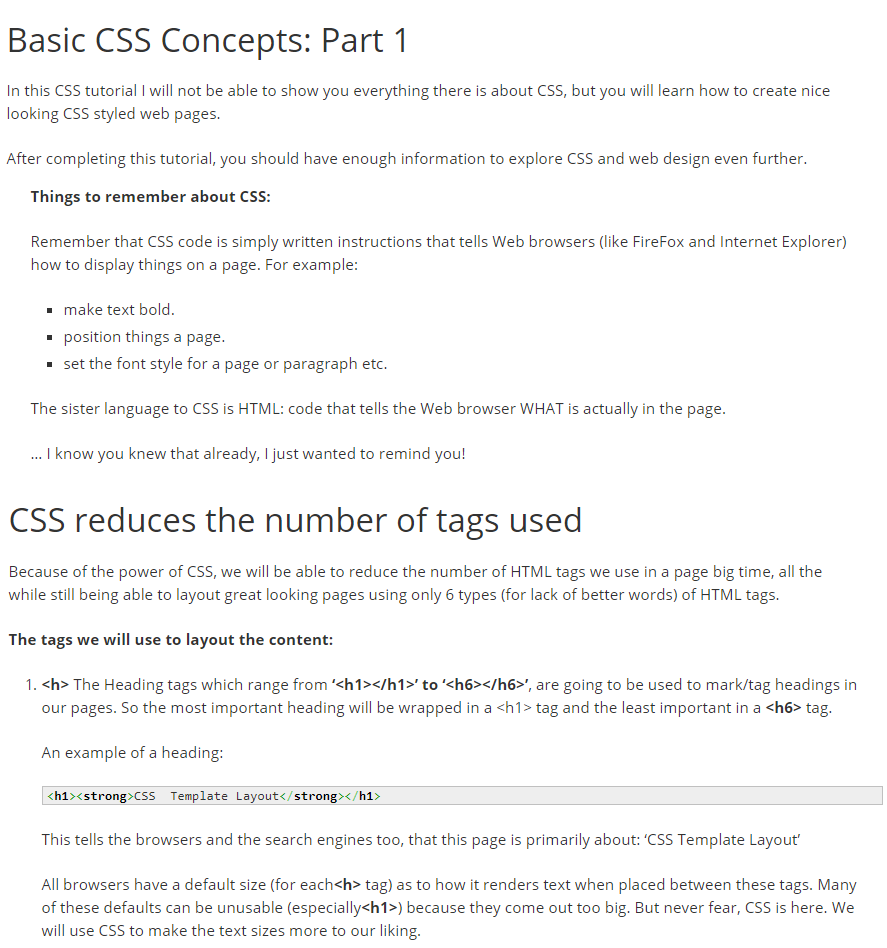 Basic CSS Concepts: Part 1
In this CSS tutorial I will not be able to show you everything there is about CSS, but you will learn how to create nice
looking CSS styled web pages.
After completing this tutorial, you should have enough information to explore CSS and web design even further.
Things to remember about CSS:
Remember that CSS code is simply written instructions that tells Web browsers (like FireFox and Internet Explorer)
how to display things on a page. For example:
▪ make text bold.
▪ position things a page.
▪ set the font style for a page or paragraph etc.
The sister language to CSS is HTML: code that tells the Web browser WHAT is actually in the page.
… I know you knew that already, I just wanted to remind you!
CSS reduces the number of tags used
Because of the power of CSS, we will be able to reduce the number of HTML tags we use in a page big time, all the
while still being able to layout great looking pages using only 6 types (for lack of better words) of HTML tags.
The tags we will use to layout the content:
1. <h> The Heading tags which range from ‘<h1></h1>’ to ‘<h6></h6>’, are going to be used to mark/tag headings in
our pages. So the most important heading will be wrapped in a <h1> tag and the least important in a <h6> tag.
An example of a heading:
<h1><strong>CSS  Template Layout</strong></h1>
This tells the browsers and the search engines too, that this page is primarily about: ‘CSS Template Layout’
All browsers have a default size (for each<h> tag) as to how it renders text when placed between these tags. Many
of these defaults can be unusable (especially<h1>) because they come out too big. But never fear, CSS is here. We
will use CSS to make the text sizes more to our liking.